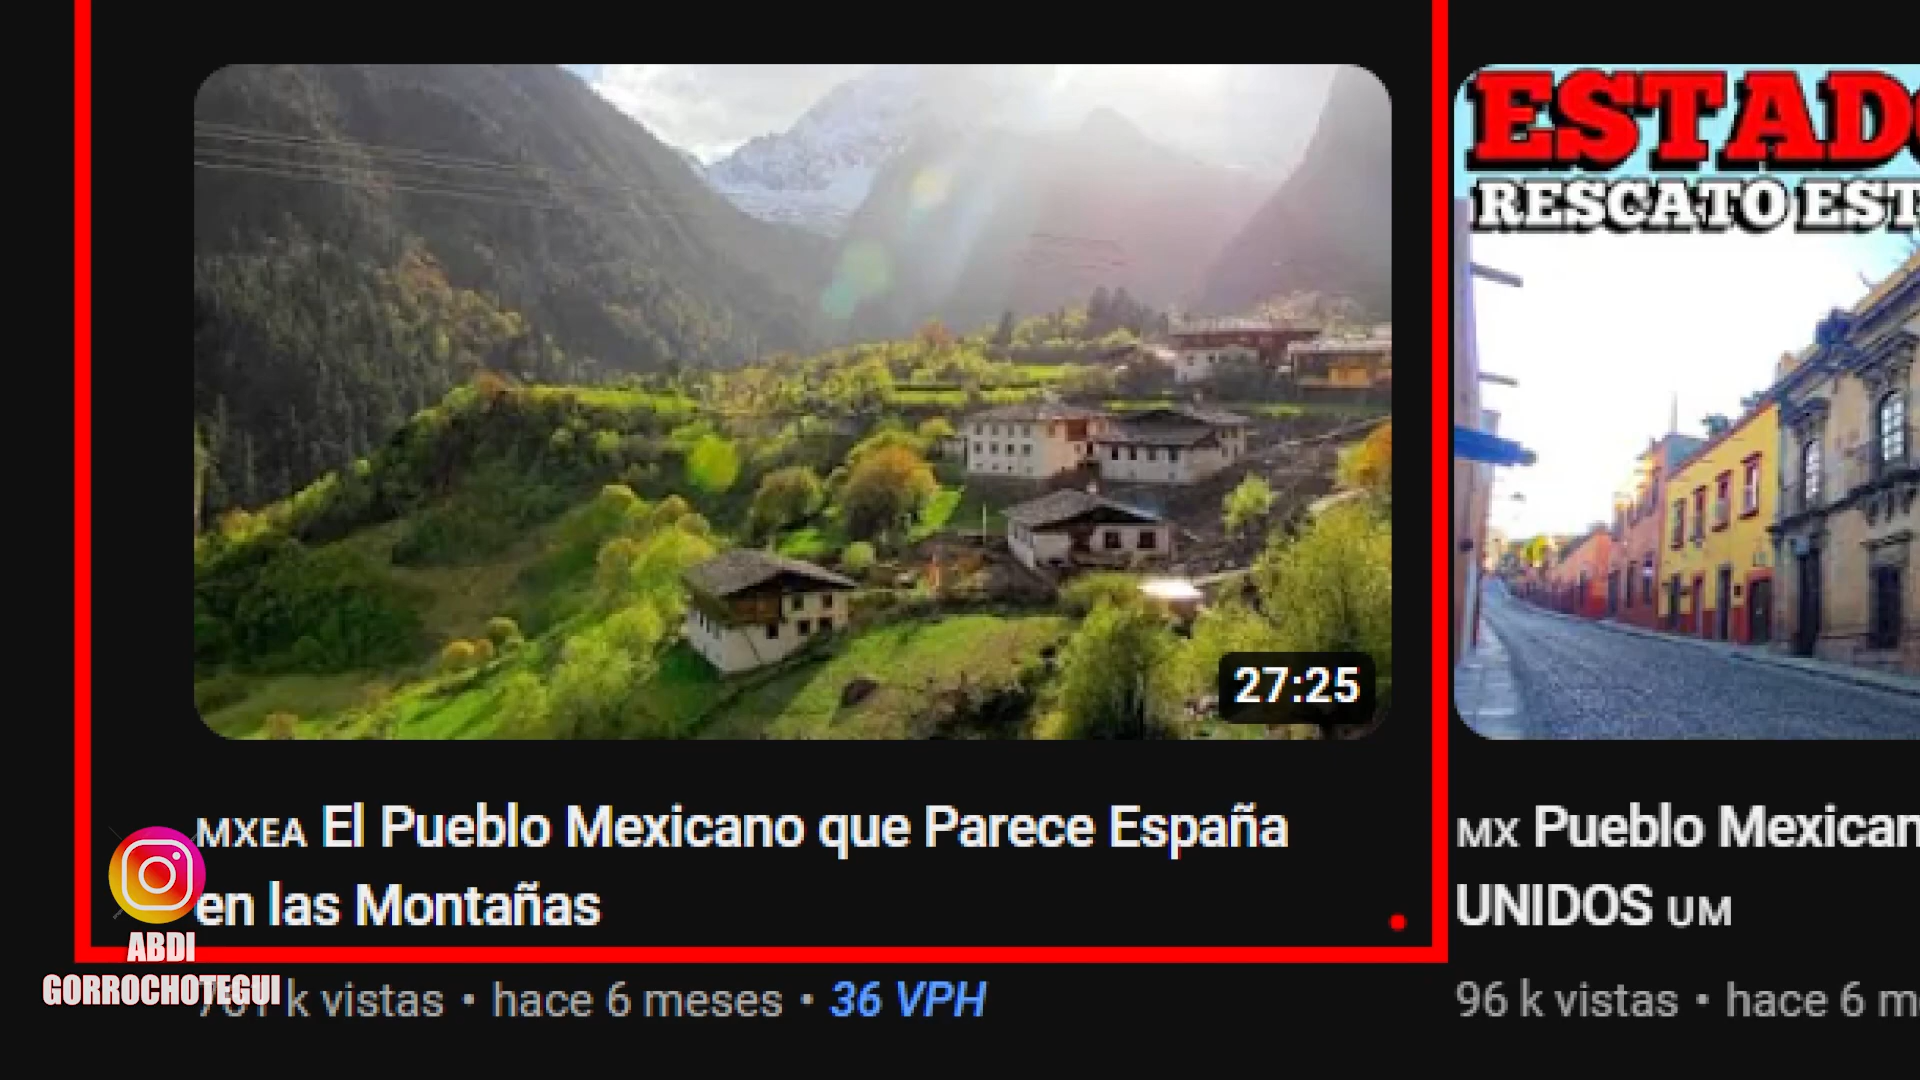 ESTAD
RESCATO EST
27:25
MXEA El Pueblo Mexicano que Parece España
en las Montañas
MX Pueblo Mexican
UNIDOS UM
ABDI
GORROCHOTEGUI
k vistas • hace 6 meses • 36 VPH
96 k vistas • hace 6 m